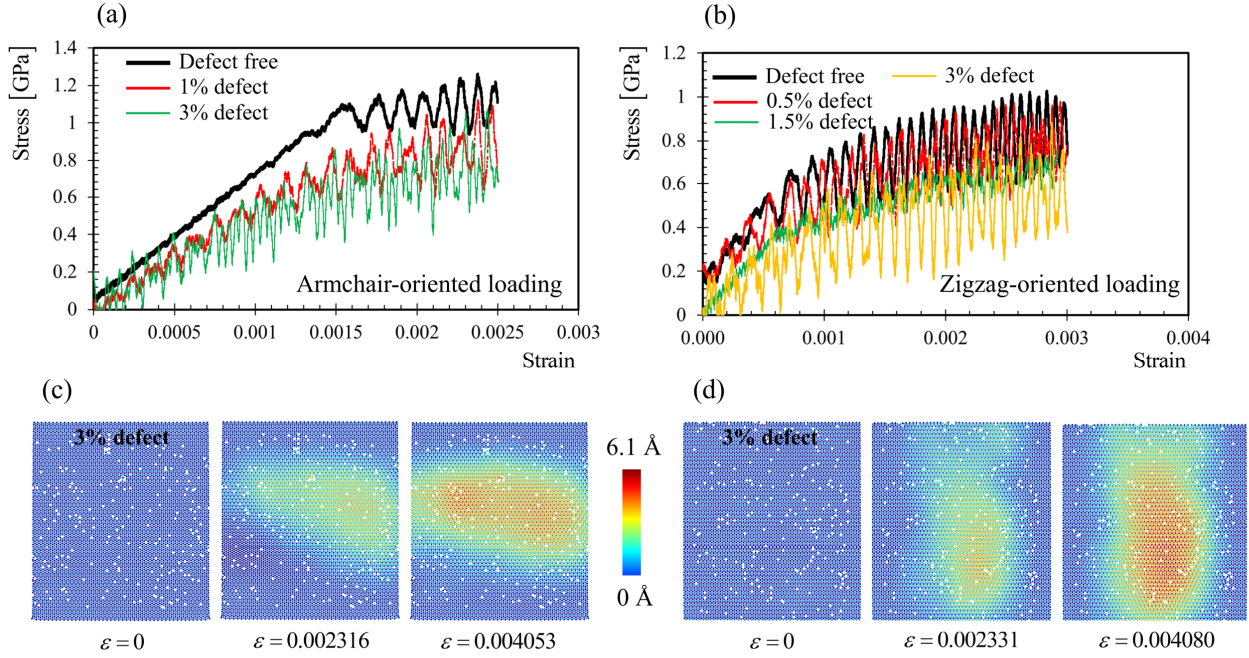 (a)
(b)
Stress [GPa]
1.4
1.2
1
0.8
0.6
0.4
0.2
0
Defect free
1% defect
3% defect
Armchair-oriented loading
0
0.0005
0.001
0.0015
0.002
0.0025
0.003
Strain
Stress [GPa]
1.2
1
0.8
0.6
0.4
0.2
0
Defect free
3% defect
0.5% defect
1.5% defect
Zigzag-oriented loading
0.000
0.001
0.002
0.003
0.004
Strain
(c)
3% defect
ε = 0
ε = 0.002316
ε = 0.004053
6.1 Å
0 Å
(d)
3% defect
ε = 0
ε = 0.002331
ε = 0.004080